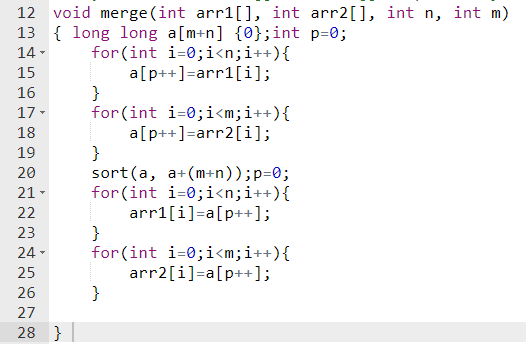 12 void merge(int arr1[], int arr2[], int n, int m)
13 { long long a[m+n] {0};int p=0;
14 for(int i=0;i<n;i++){
15 a[p++]=arr1[i];
16 }
17 for(int i=0;i<m;i++){
18 a[p++]=arr2[i];
19 }
20 sort(a, a+(m+n));p=0;
21 for(int i=0;i<n;i++){
22 arr1[i]=a[p++];
23 }
24 for(int i=0;i<m;i++){
25 arr2[i]=a[p++];
26 }
27
28 }